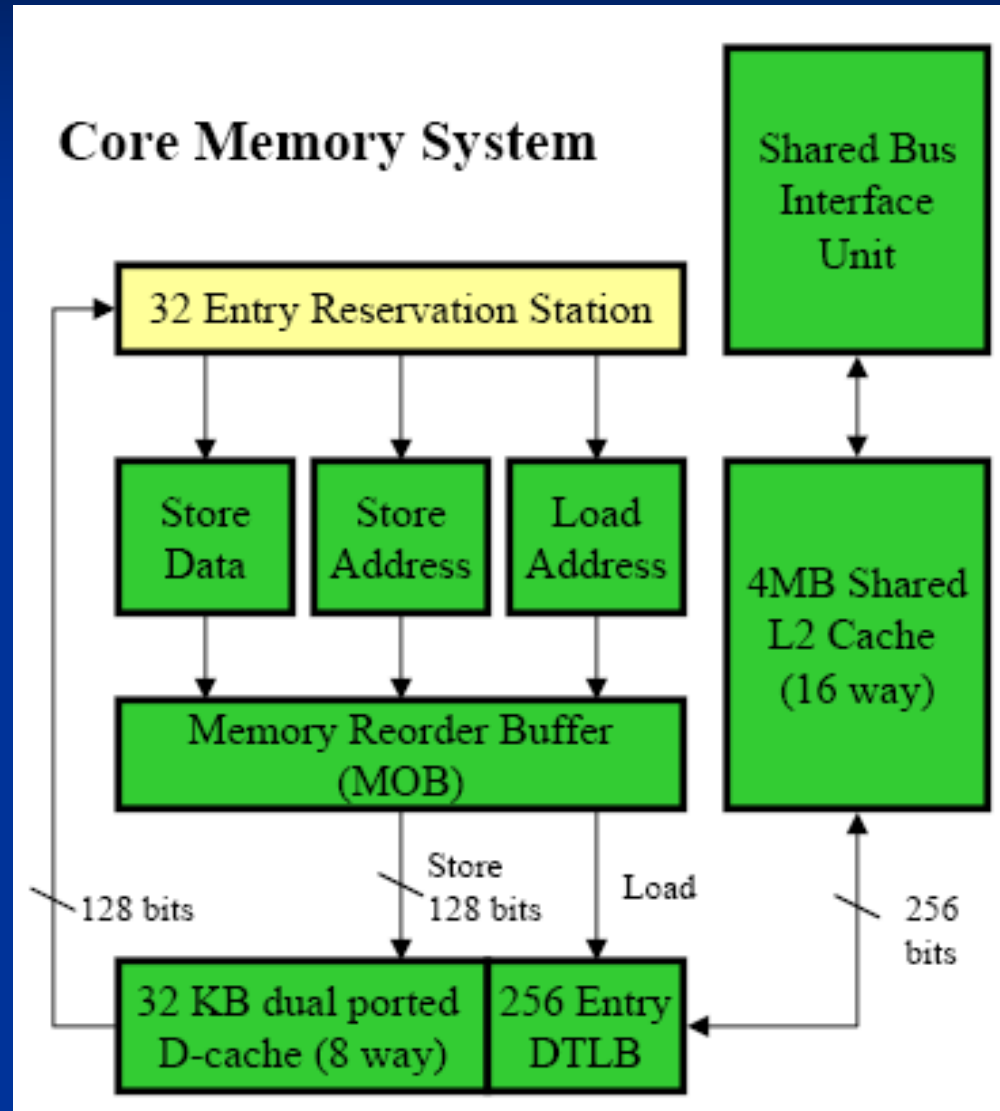 Core Memory System
Shared Bus
Interface
Unit
32 Entry Reservation Station
Store
Data
Store
Address
Load
Address
4MB Shared
L2 Cache
(16 way)
Memory Reorder Buffer
(MOB)
128 bits
Store
128 bits
Load
256
bits
32 KB dual ported
D-cache (8 way)
256 Entry
DTLB